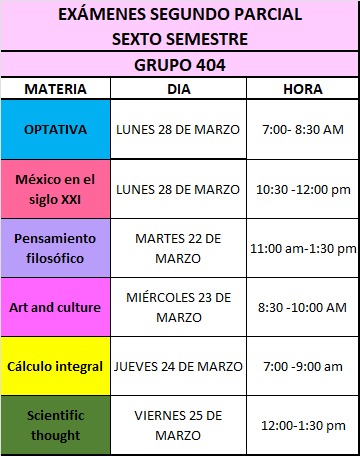 EXÁMENES SEGUNDO PARCIAL
SEXTO SEMESTRE
GRUPO 404
MATERIA DIA HORA
OPTATIVA LUNES 28 DE MARZO 7:00- 8:30 AM
México en el
siglo XXI
LUNES 28 DE MARZO 10:30 -12:00 pm
Pensamiento
filosófico
MARTES 22 DE
MARZO
11:00 am-1:30 pm
Art and culture
MIÉRCOLES 23 DE
MARZO
8:30 -10:00 AM
Cálculo integral JUEVES 24 DE MARZO 7:00 -9:00 am
Scientific
thought
VIERNES 25 DE
MARZO
12:00-1:30 pm